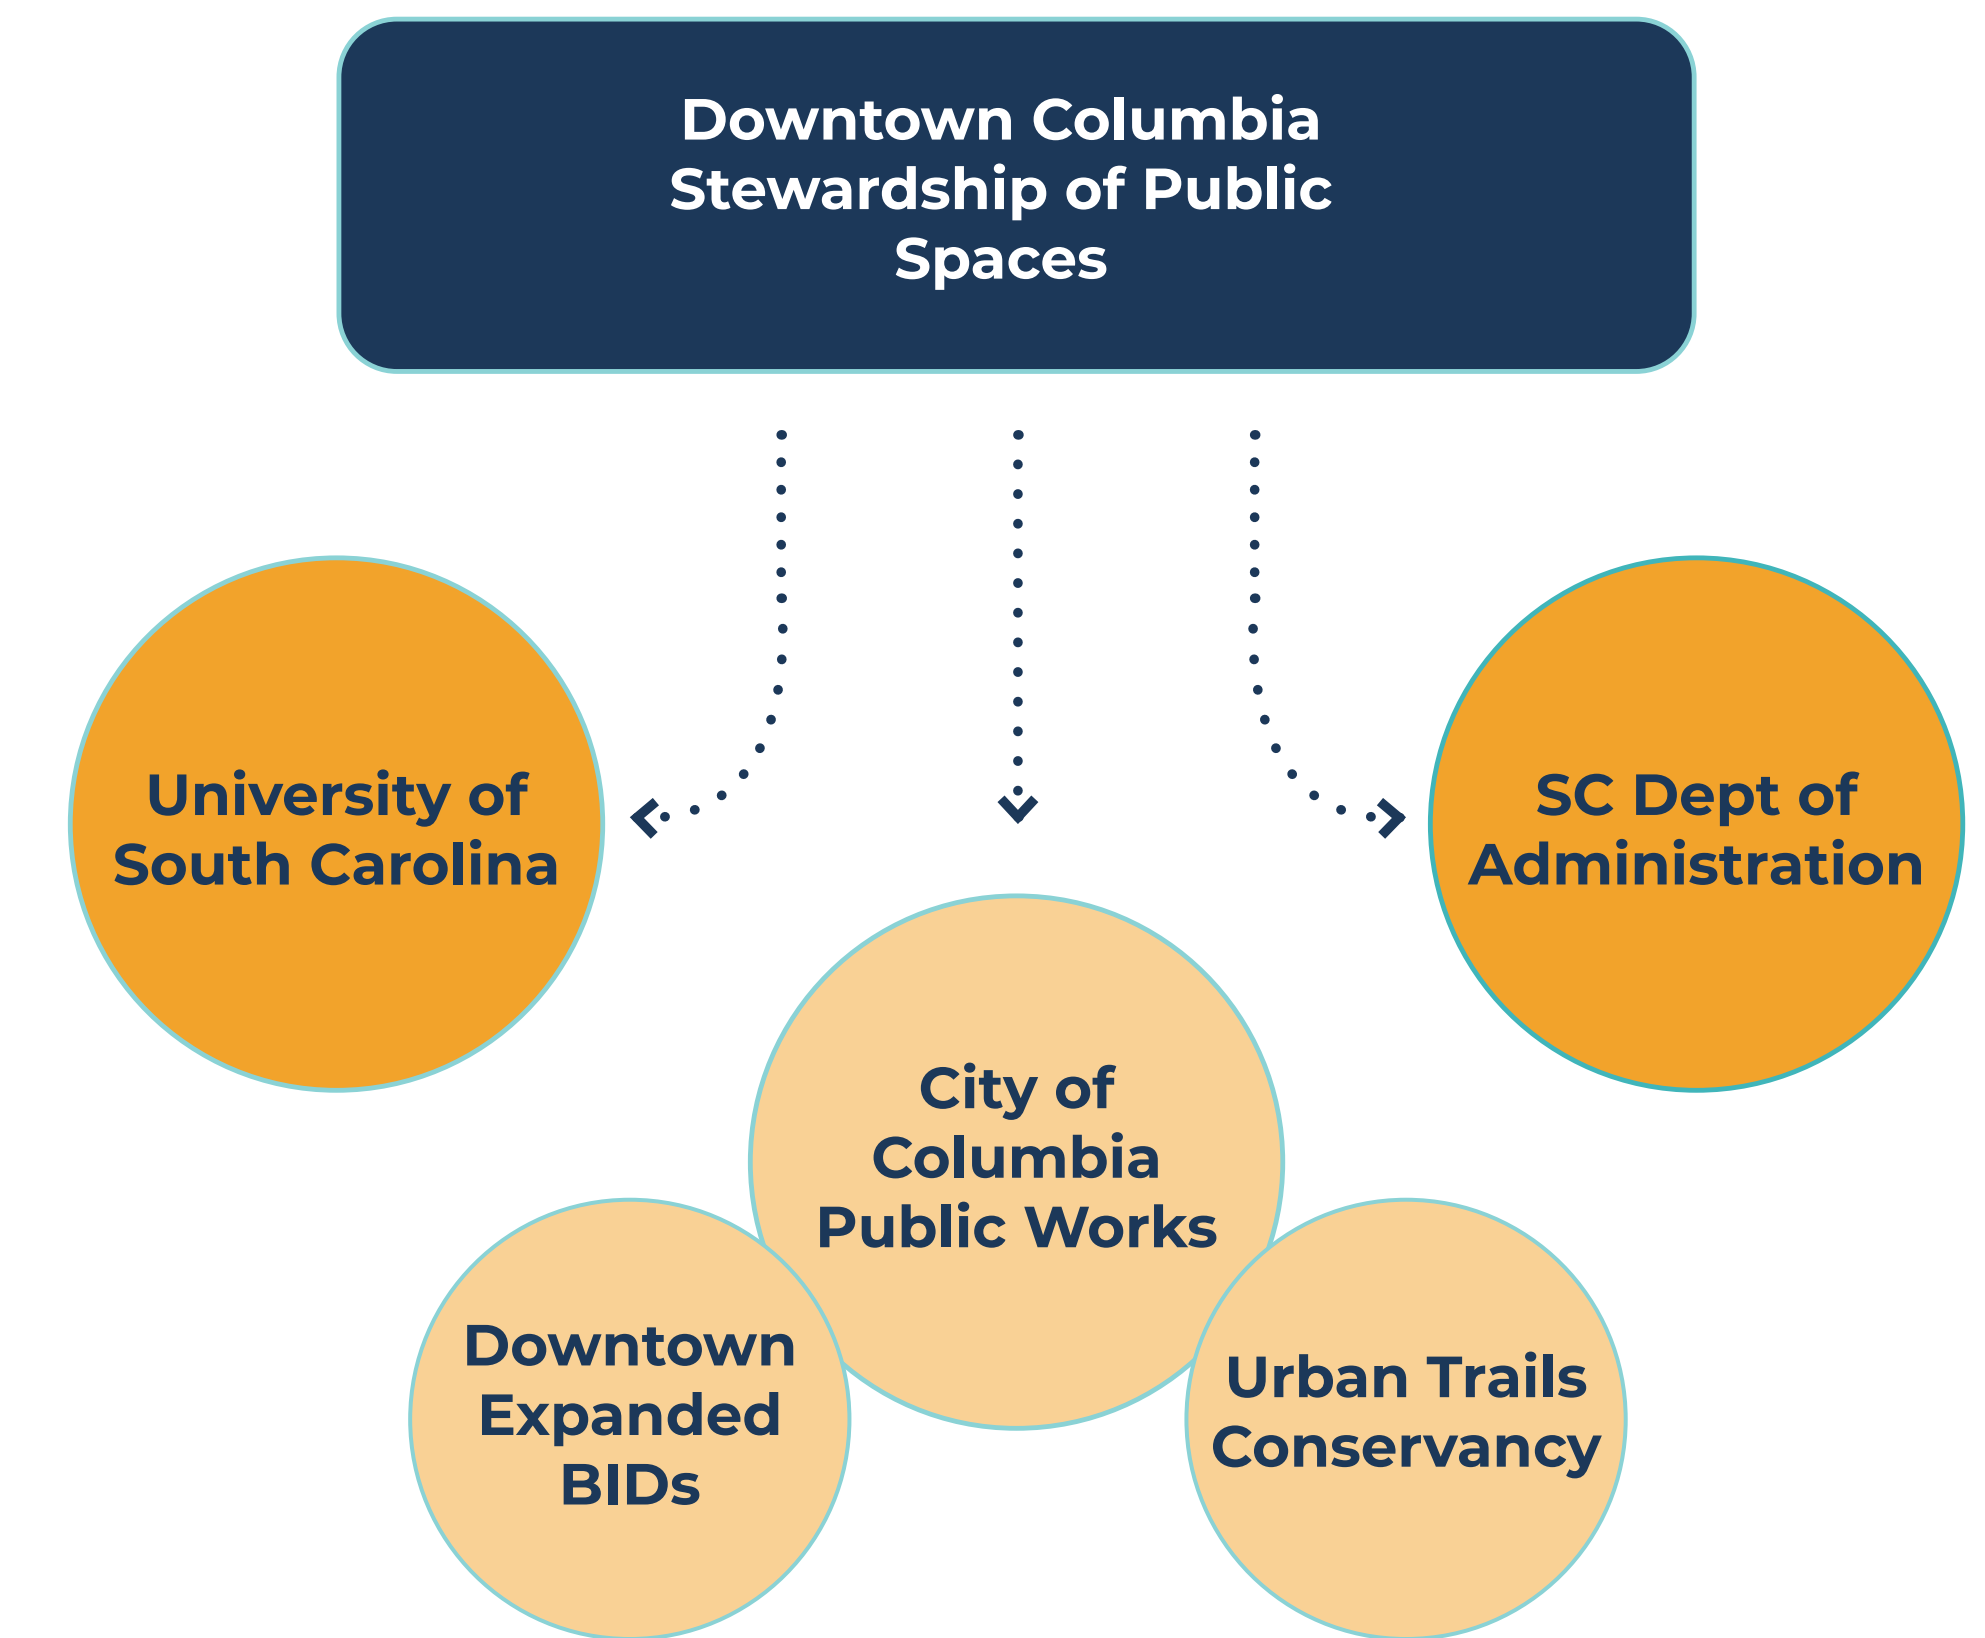 Downtown Columbia
Stewardship of Public
Spaces
University of
South Carolina
SC Dept of
Administration
City of
Columbia
Public Works
Downtown
Expanded
BIDs
Urban Trails
Conservancy